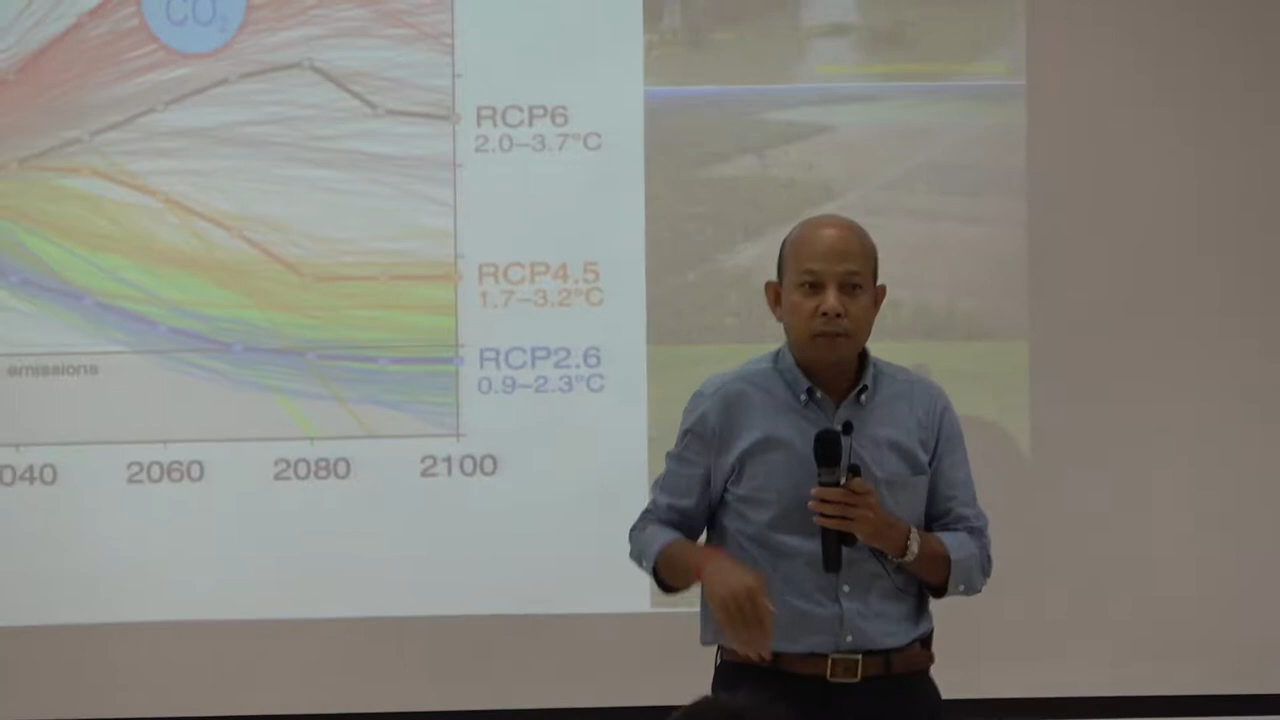 CO₂
RCP6
2.0–3.7°C
RCP4.5
1.7–3.2°C
RCP2.6
0.9–2.3°C
emissions
040
2060
2080
2100